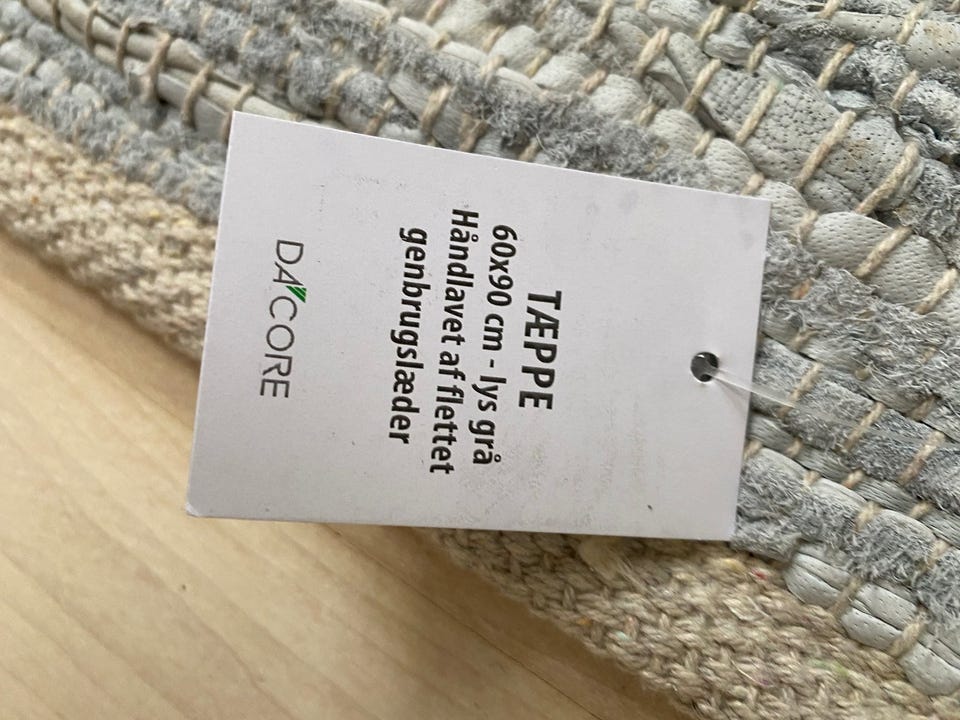 TÆPPE
60x90 cm - lys grå
Håndlavet af flettet
genbrugslæder
DA'CORE